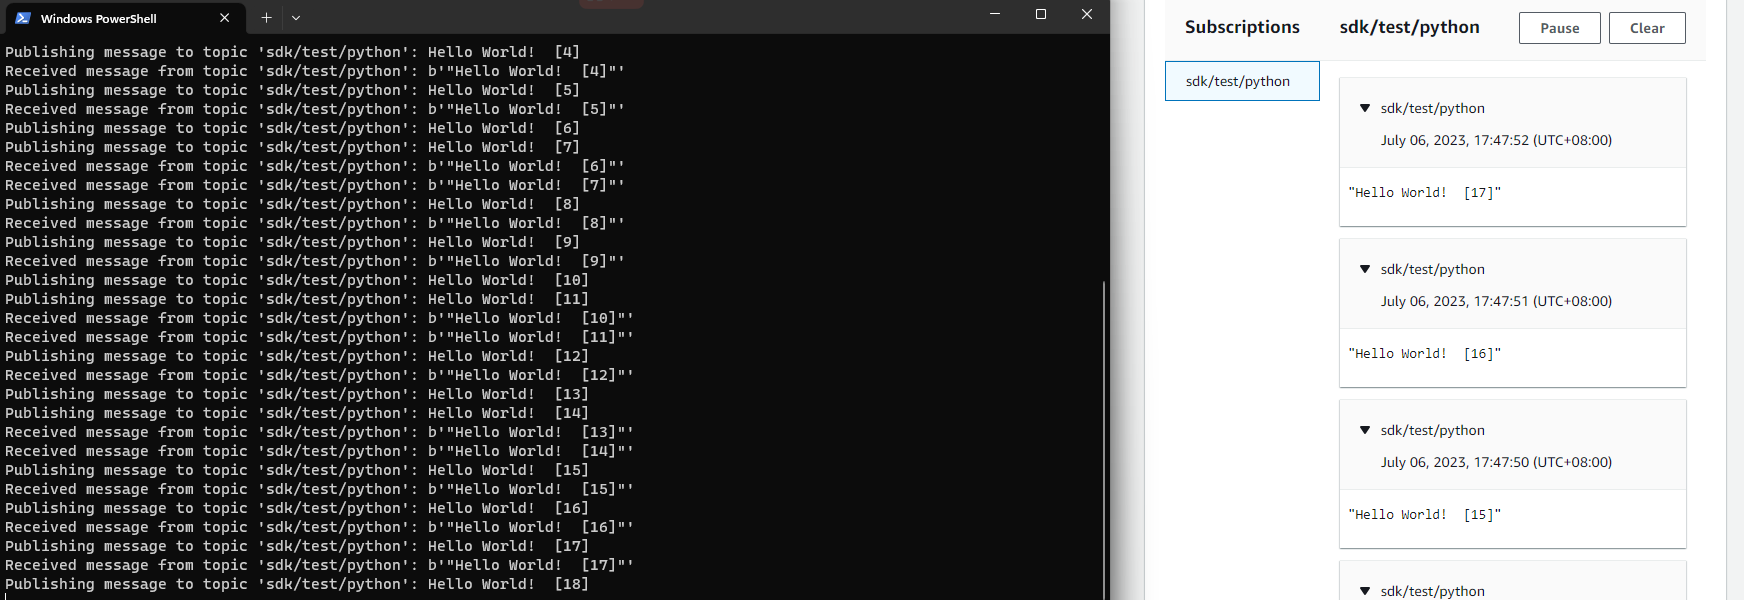 Windows PowerShell
Publishing message to topic 'sdk/test/python': Hello World!  [4]
Received message from topic 'sdk/test/python': b'"Hello World!  [4]"'
Publishing message to topic 'sdk/test/python': Hello World!  [5]
Received message from topic 'sdk/test/python': b'"Hello World!  [5]"'
Publishing message to topic 'sdk/test/python': Hello World!  [6]
Publishing message to topic 'sdk/test/python': Hello World!  [7]
Received message from topic 'sdk/test/python': b'"Hello World!  [6]"'
Received message from topic 'sdk/test/python': b'"Hello World!  [7]"'
Publishing message to topic 'sdk/test/python': Hello World!  [8]
Received message from topic 'sdk/test/python': b'"Hello World!  [8]"'
Publishing message to topic 'sdk/test/python': Hello World!  [9]
Received message from topic 'sdk/test/python': b'"Hello World!  [9]"'
Publishing message to topic 'sdk/test/python': Hello World!  [10]
Publishing message to topic 'sdk/test/python': Hello World!  [11]
Received message from topic 'sdk/test/python': b'"Hello World!  [10]"'
Received message from topic 'sdk/test/python': b'"Hello World!  [11]"'
Publishing message to topic 'sdk/test/python': Hello World!  [12]
Received message from topic 'sdk/test/python': b'"Hello World!  [12]"'
Publishing message to topic 'sdk/test/python': Hello World!  [13]
Publishing message to topic 'sdk/test/python': Hello World!  [14]
Received message from topic 'sdk/test/python': b'"Hello World!  [13]"'
Received message from topic 'sdk/test/python': b'"Hello World!  [14]"'
Publishing message to topic 'sdk/test/python': Hello World!  [15]
Received message from topic 'sdk/test/python': b'"Hello World!  [15]"'
Publishing message to topic 'sdk/test/python': Hello World!  [16]
Received message from topic 'sdk/test/python': b'"Hello World!  [16]"'
Publishing message to topic 'sdk/test/python': Hello World!  [17]
Received message from topic 'sdk/test/python': b'"Hello World!  [17]"'
Publishing message to topic 'sdk/test/python': Hello World!  [18]
Subscriptions
sdk/test/python
sdk/test/python
Pause
Clear
sdk/test/python
July 06, 2023, 17:47:52 (UTC+08:00)
"Hello World!  [17]"
sdk/test/python
July 06, 2023, 17:47:51 (UTC+08:00)
"Hello World!  [16]"
sdk/test/python
July 06, 2023, 17:47:50 (UTC+08:00)
"Hello World!  [15]"
sdk/test/python